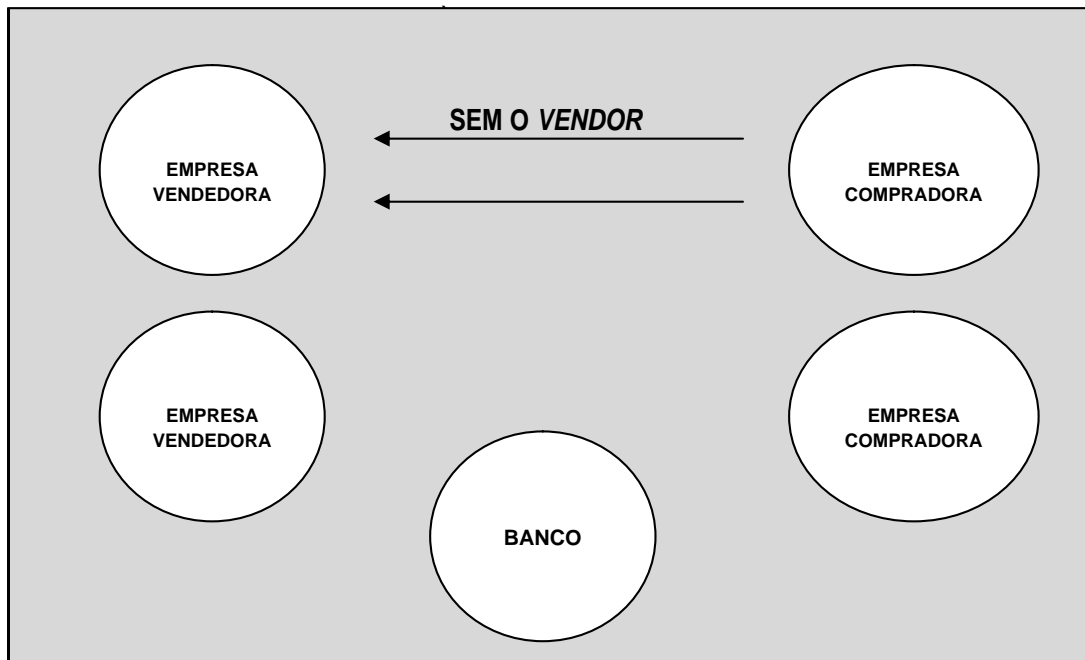 SEM O VENDOR
EMPRESA
VENDEDORA
EMPRESA
COMPRADORA
EMPRESA
VENDEDORA
EMPRESA
COMPRADORA
BANCO